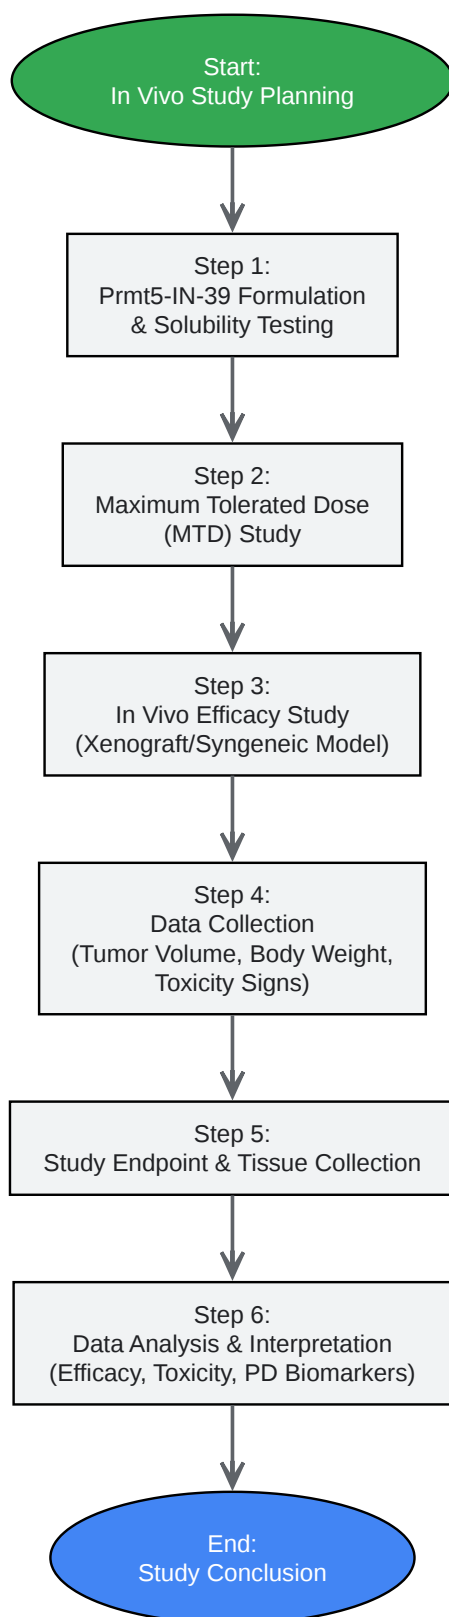 Start:
In Vivo Study Planning
Step 1:
Prmt5-IN-39 Formulation
& Solubility Testing
Step 2:
Maximum Tolerated Dose
(MTD) Study
Step 3:
In Vivo Efficacy Study
(Xenograft/Syngeneic Model)
Step 4:
Data Collection
(Tumor Volume, Body Weight,
Toxicity Signs)
Step 5:
Study Endpoint & Tissue Collection
Step 6:
Data Analysis & Interpretation
(Efficacy, Toxicity, PD Biomarkers)
End:
Study Conclusion